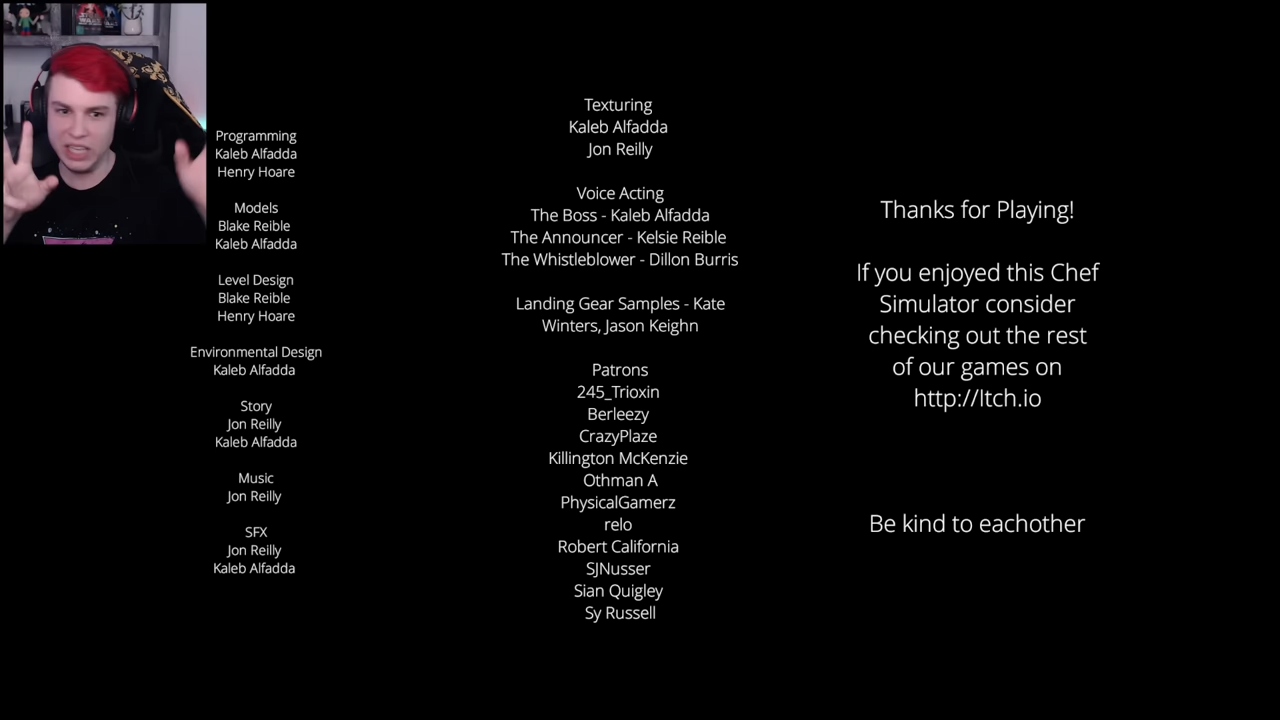 Programming
Kaleb Alfadda
Henry Hoare
Models
Blake Reible
Kaleb Alfadda
Level Design
Blake Reible
Henry Hoare
Environmental Design
Kaleb Alfadda
Story
Jon Reilly
Kaleb Alfadda
Music
Jon Reilly
SFX
Jon Reilly
Kaleb Alfadda
Texturing
Kaleb Alfadda
Jon Reilly
Voice Acting
The Boss - Kaleb Alfadda
The Announcer - Kelsie Reible
The Whistleblower - Dillon Burris
Landing Gear Samples - Kate
Winters, Jason Keighn
Patrons
245_Trioxin
Berleezy
CrazyPlaze
Killington McKenzie
Othman A
PhysicalGamerz
relo
Robert California
SJNusser
Sian Quigley
Sy Russell
Thanks for Playing!
If you enjoyed this Chef
Simulator consider
checking out the rest
of our games on
http://Itch.io
Be kind to eachother